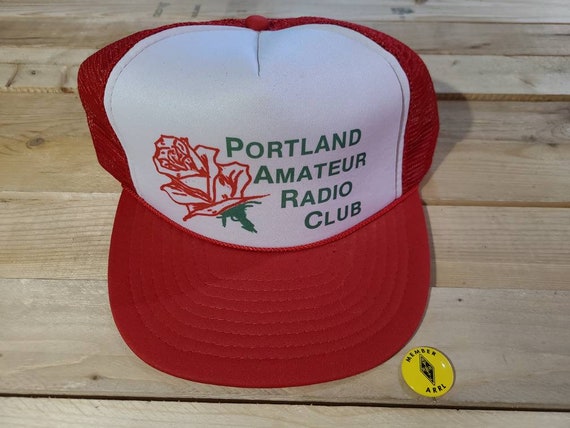 PORTLAND
AMATEUR
RADIO
CLUB
MEMBER
ARRL